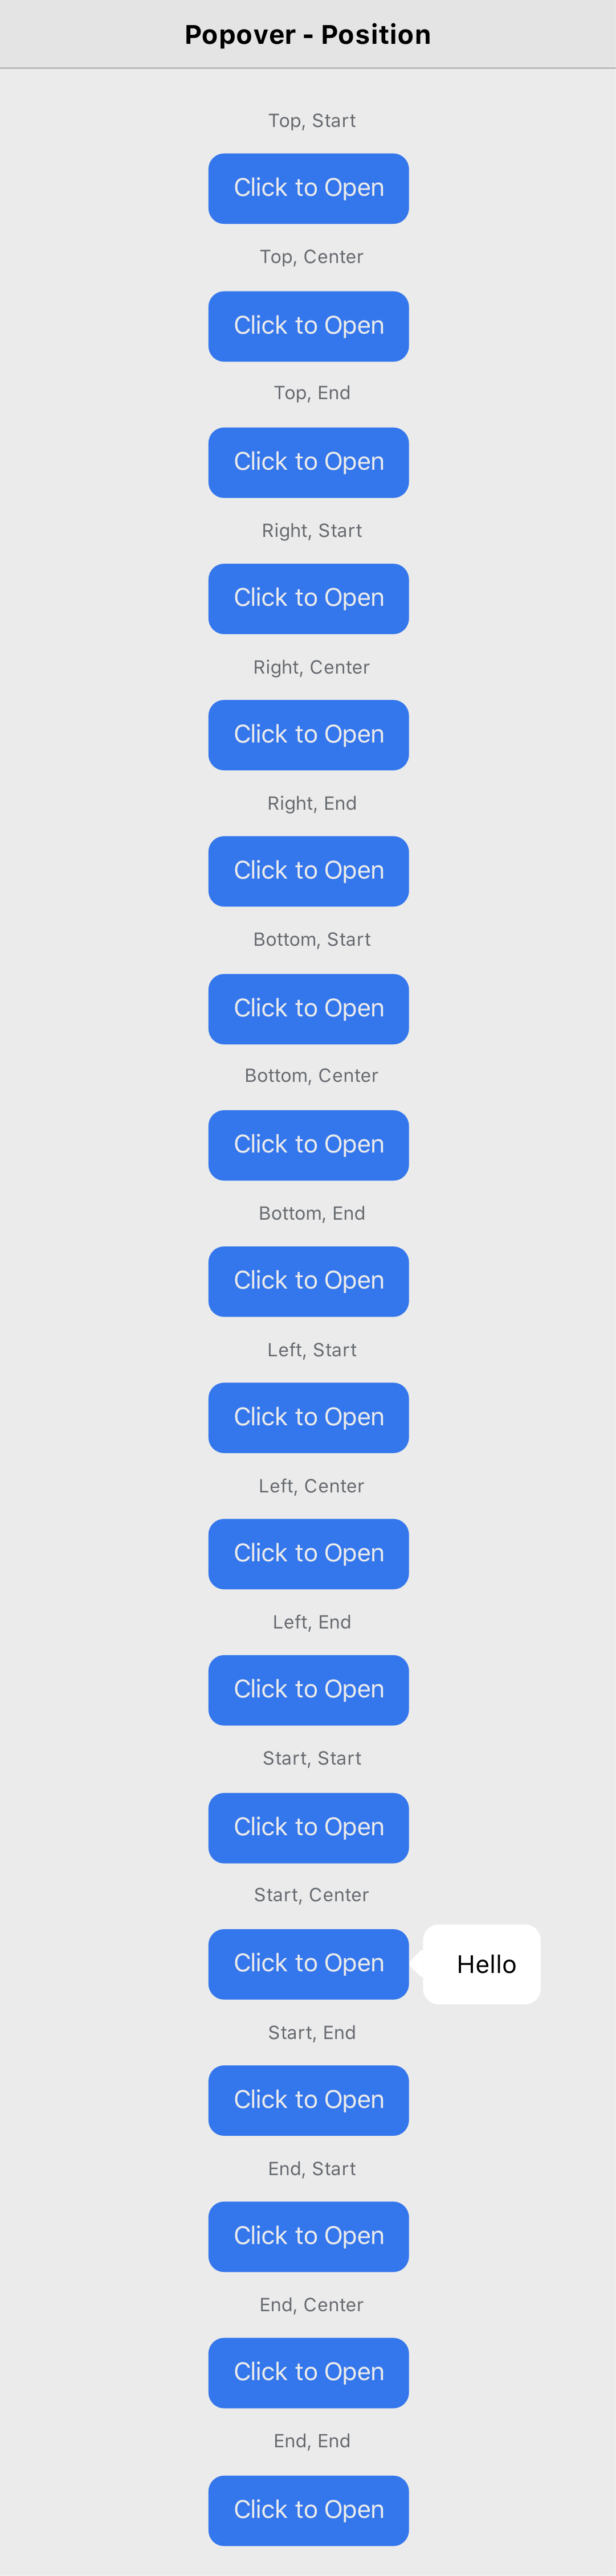 Popover - Position
Top, Start
Click to Open
Top, Center
Click to Open
Top, End
Click to Open
Right, Start
Click to Open
Right, Center
Click to Open
Right, End
Click to Open
Bottom, Start
Click to Open
Bottom, Center
Click to Open
Bottom, End
Click to Open
Left, Start
Click to Open
Left, Center
Click to Open
Left, End
Click to Open
Start, Start
Click to Open
Start, Center
Click to Open Hello
Start, End
Click to Open
End, Start
Click to Open
End, Center
Click to Open
End, End
Click to Open